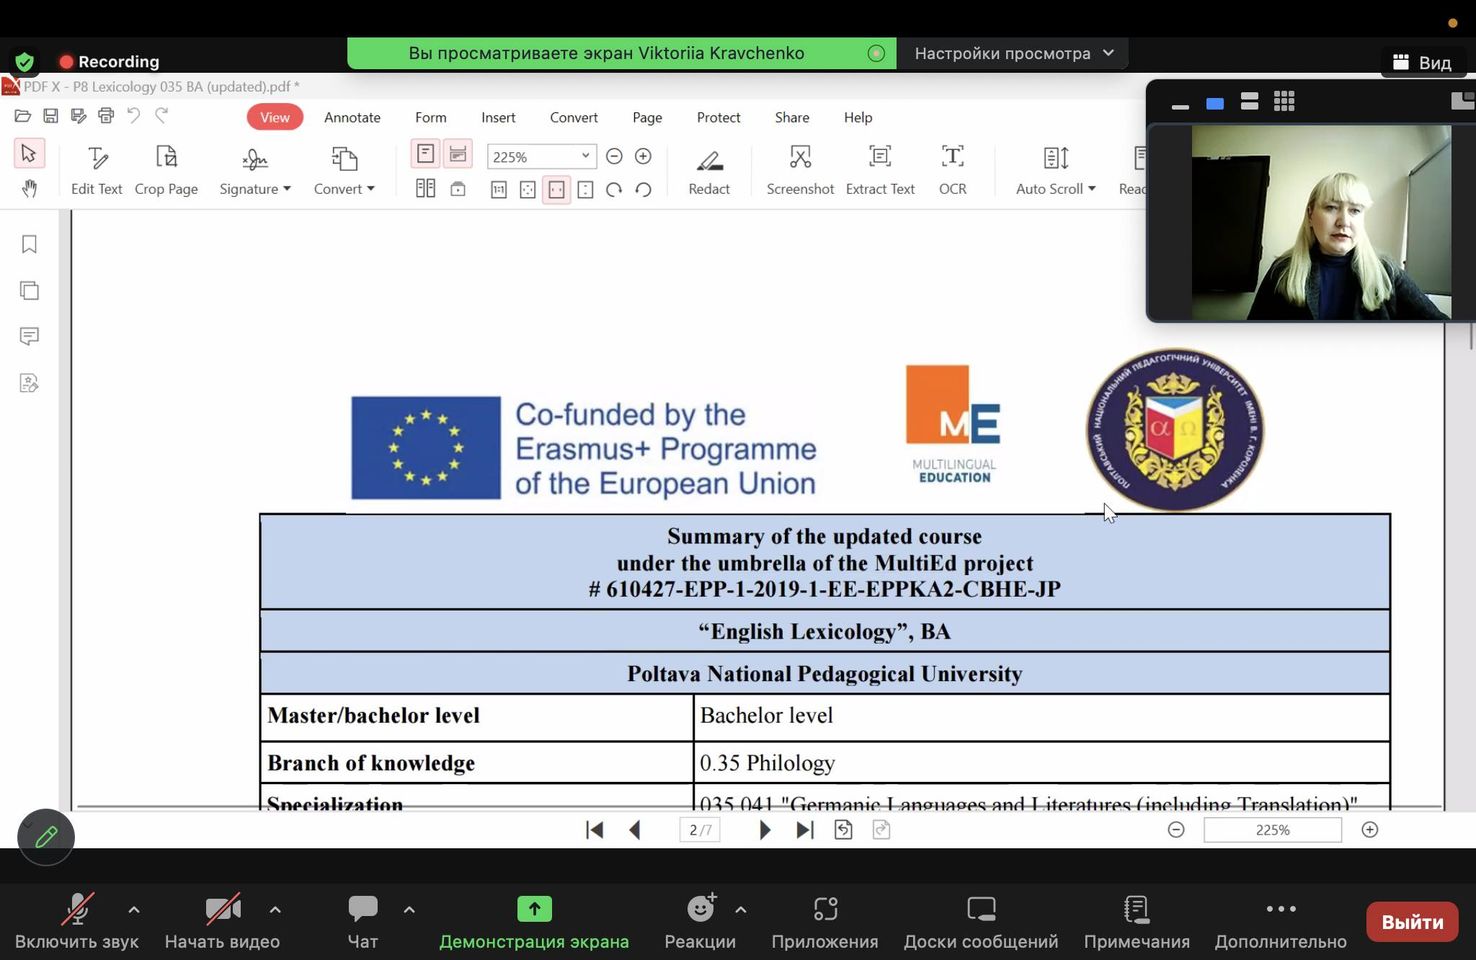 Recording
Вы просматриваете экран Viktoriia Kravchenko
Настройки просмотра
Вид
PDF X - P8 Lexicology 035 BA (updated).pdf *
View
Annotate
Form
Insert
Convert
Page
Protect
Share
Help
225%
Edit Text
Crop Page
Signature
Convert
Redact
Screenshot
Extract Text
OCR
Auto Scroll
Co-funded by the
Erasmus+ Programme
of the European Union
ME
MULTILINGUAL
EDUCATION
ПОЛТАВСЬКИЙ НАЦІОНАЛЬНИЙ ПЕДАГОГІЧНИЙ УНІВЕРСИТЕТ ІМЕНІ В. Г. КОРОЛЕНКА
α Ω
Summary of the updated course
under the umbrella of the MultiEd project
# 610427-EPP-1-2019-1-EE-EPPKA2-CBHE-JP
“English Lexicology”, BA
Poltava National Pedagogical University
Master/bachelor level
Bachelor level
Branch of knowledge
0.35 Philology
Specialization
035.041 "Germanic Languages and Literatures (including Translation)"
2/7
225%
Включить звук
Начать видео
Чат
Демонстрация экрана
Реакции
Приложения
Доски сообщений
Примечания
Дополнительно
Выйти